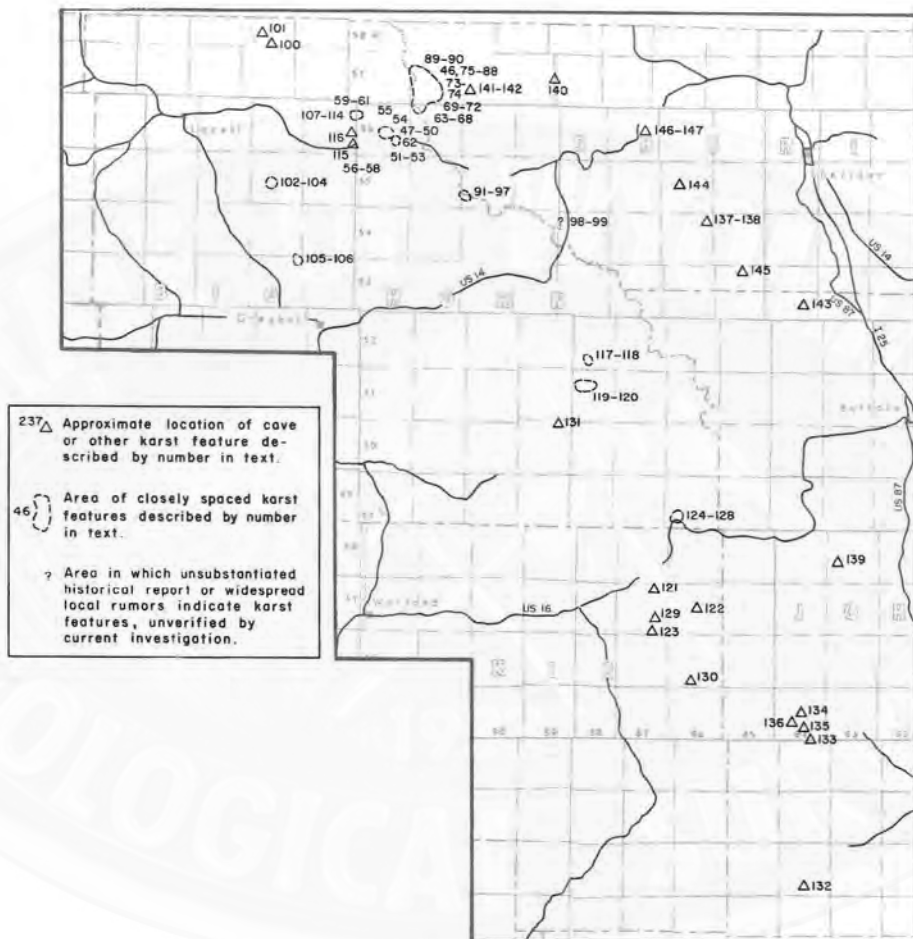 101
100
89-90
46,75-88
73-
74
141-142
69-72
63-68
140
59-61
107-114
55
54
47-50
62
51-53
116
115
56-58
146-147
Lovell
102-104
144
91-97
137-138
? 98-99
105-106
145
143
US 14
US 14
US 87
I 25
Greybull
117-118
119-120
131
Buffalo
237 Approximate location of cave
or other karst feature de-
scribed by number in text.
46 Area of closely spaced karst
features described by number
in text.
? Area in which unsubstantiated
historical report or widespread
local rumors indicate karst
features, unverified by
current investigation.
124-128
US 87
139
121
122
129
123
Worland
US 16
130
134
136
135
133
132
OLOGICAL